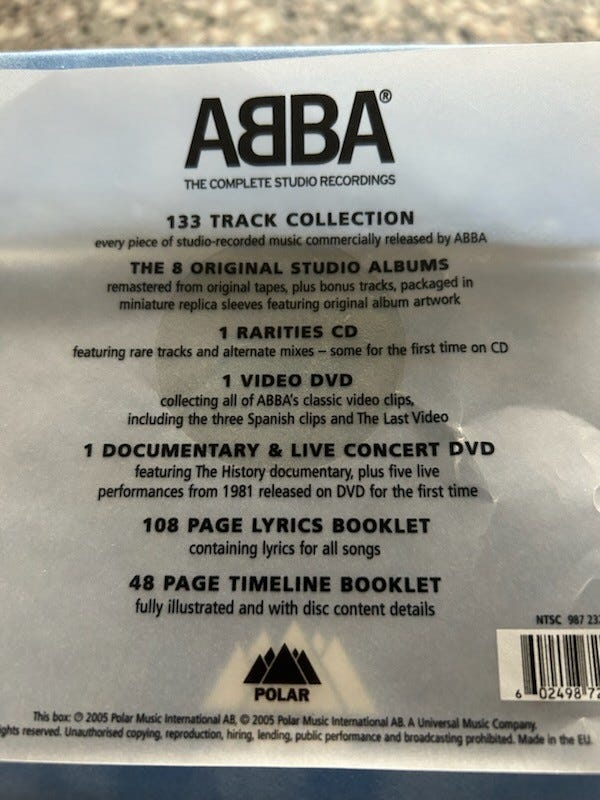 ABBA®
THE COMPLETE STUDIO RECORDINGS
133 TRACK COLLECTION
every piece of studio-recorded music commercially released by ABBA
THE 8 ORIGINAL STUDIO ALBUMS
remastered from original tapes, plus bonus tracks, packaged in
miniature replica sleeves featuring original album artwork
1 RARITIES CD
featuring rare tracks and alternate mixes – some for the first time on CD
1 VIDEO DVD
collecting all of ABBA's classic video clips,
including the three Spanish clips and The Last Video
1 DOCUMENTARY & LIVE CONCERT DVD
featuring The History documentary, plus five live
performances from 1981 released on DVD for the first time
108 PAGE LYRICS BOOKLET
containing lyrics for all songs
48 PAGE TIMELINE BOOKLET
fully illustrated and with disc content details
NTSC 987 23
6 02498 72
POLAR
This box: ℗ 2005 Polar Music International AB, © 2005 Polar Music International AB. A Universal Music Company.
ghts reserved. Unauthorised copying, reproduction, hiring, lending, public performance and broadcasting prohibited. Made in the EU.